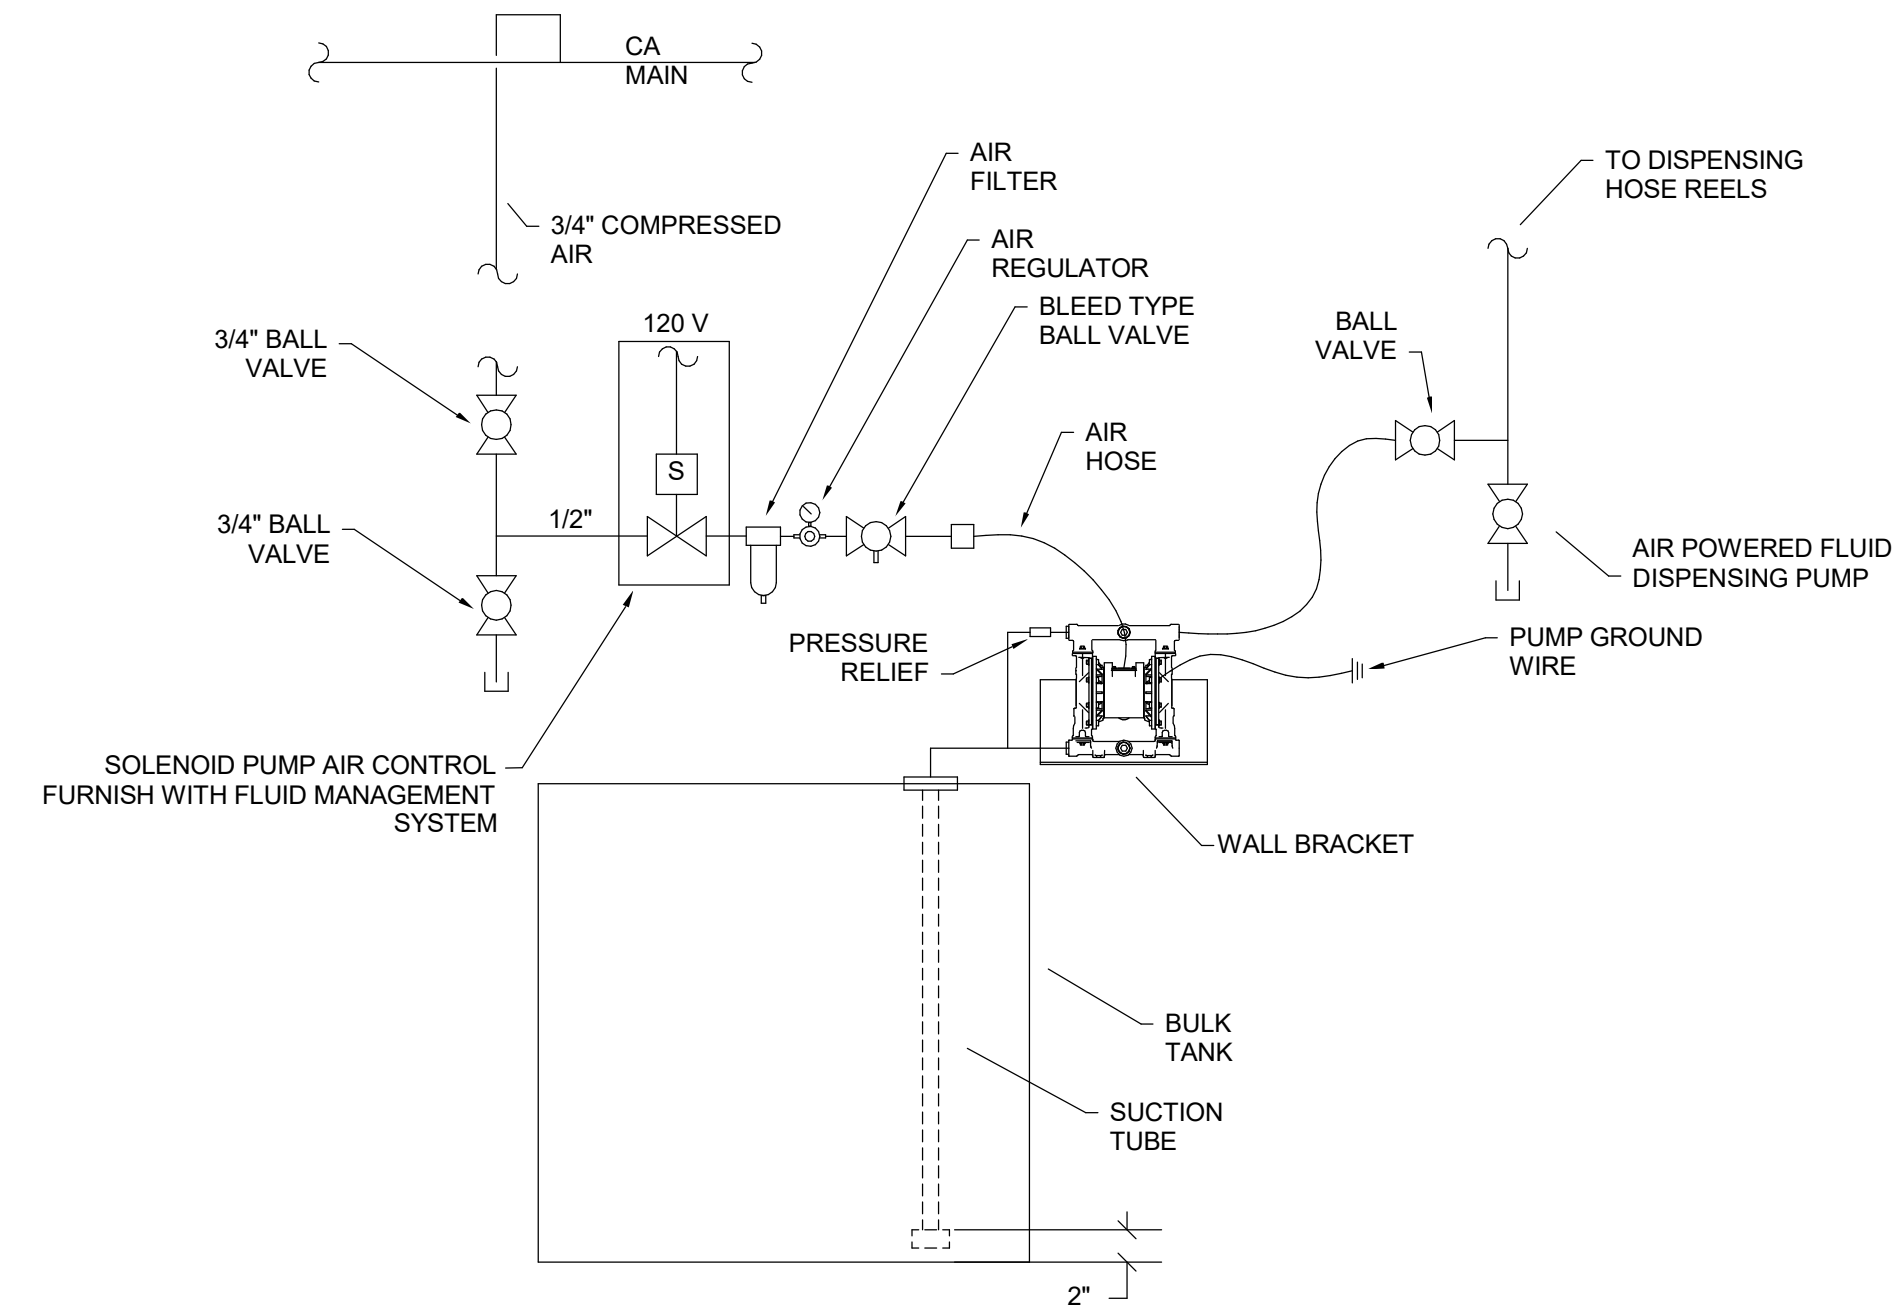 CA
MAIN
AIR
FILTER
TO DISPENSING
HOSE REELS
3/4" COMPRESSED
AIR
AIR
REGULATOR
BLEED TYPE
BALL VALVE
120 V
BALL
VALVE
3/4" BALL
VALVE
AIR
HOSE
S
3/4" BALL
VALVE
1/2"
AIR POWERED FLUID
DISPENSING PUMP
PRESSURE
RELIEF
PUMP GROUND
WIRE
SOLENOID PUMP AIR CONTROL
FURNISH WITH FLUID MANAGEMENT
SYSTEM
WALL BRACKET
BULK
TANK
SUCTION
TUBE
2"